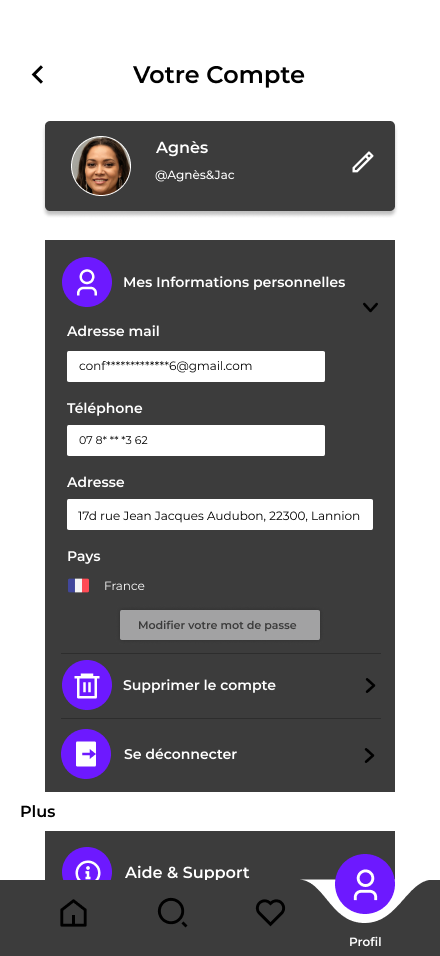 Votre Compte
Agnès
@Agnès&Jac
Mes Informations personnelles
Adresse mail
conf*************6@gmail.com
Téléphone
07 8* ** *3 62
Adresse
17d rue Jean Jacques Audubon, 22300, Lannion
Pays
France
Modifier votre mot de passe
Supprimer le compte
Se déconnecter
Plus
Aide & Support
Profil